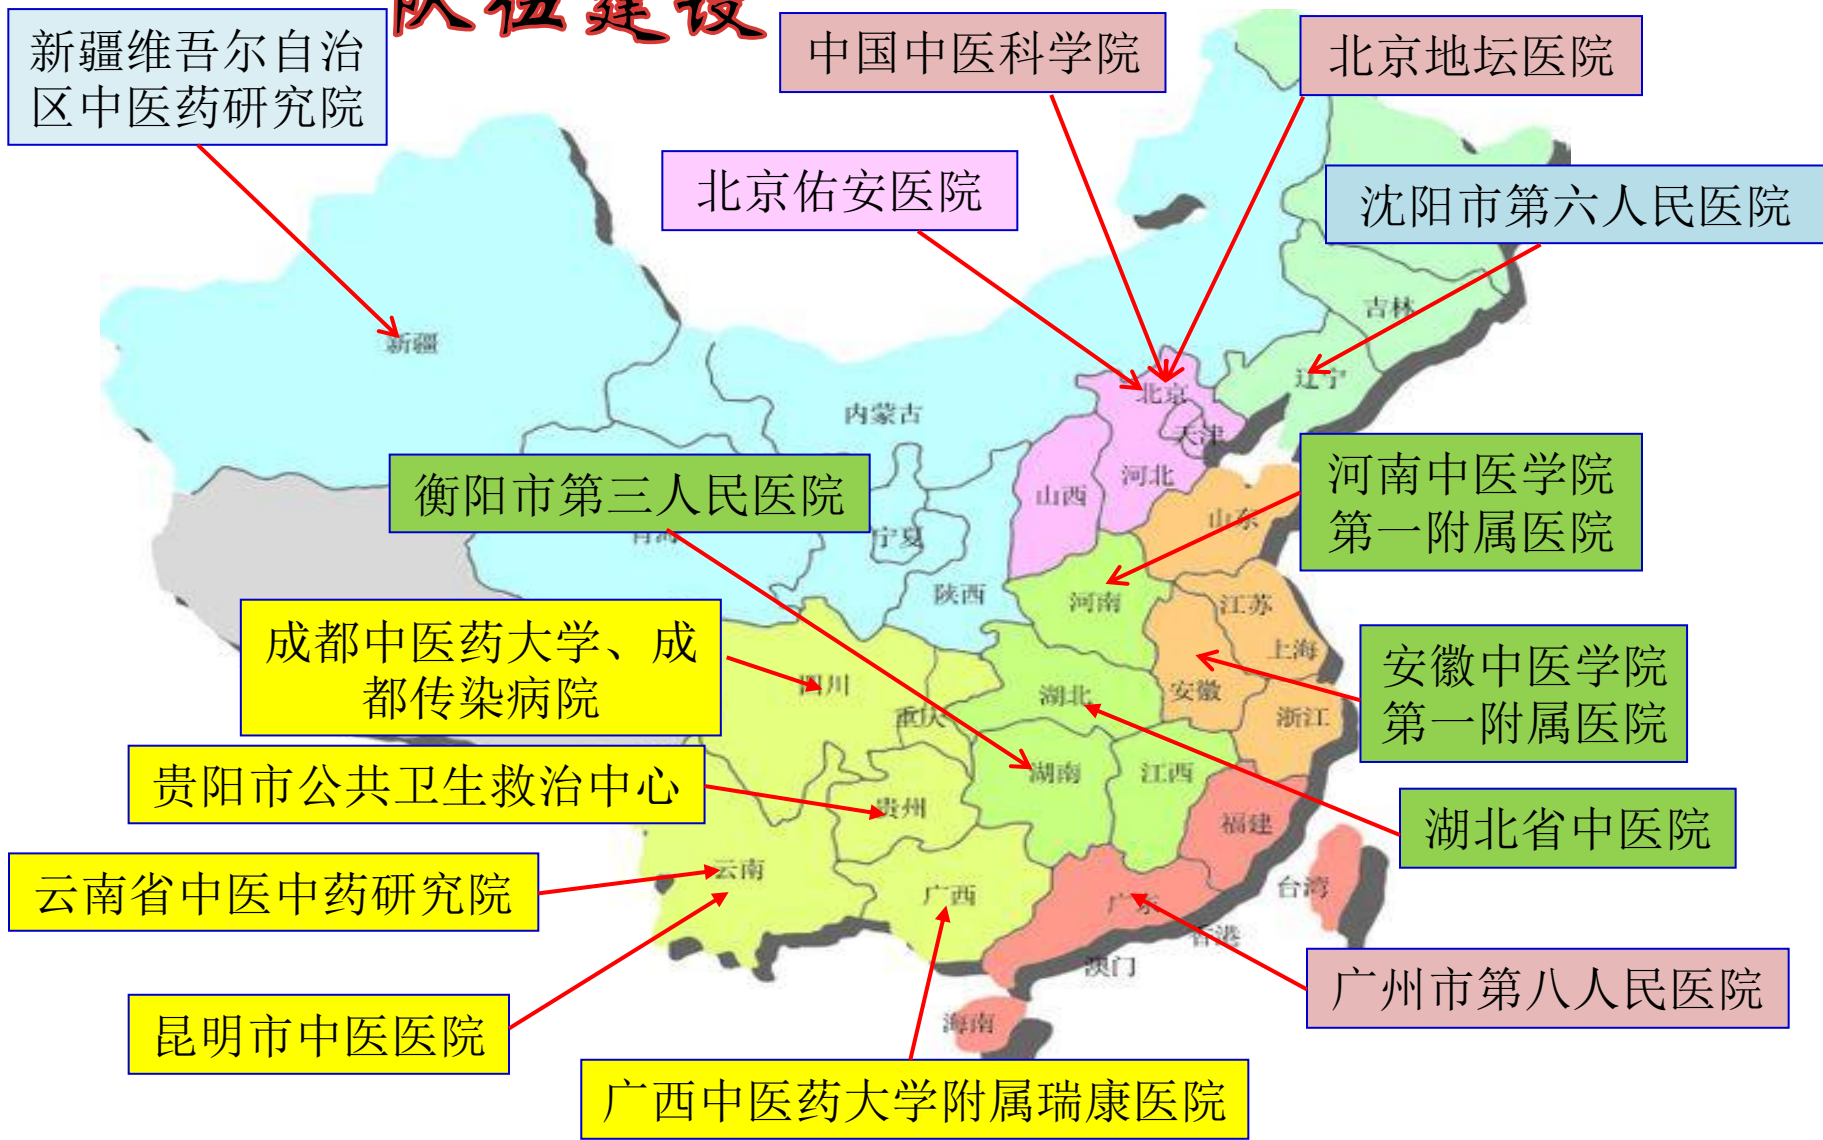 队伍建设
新疆维吾尔自治
区中医药研究院
中国中医科学院
北京地坛医院
北京佑安医院
沈阳市第六人民医院
吉林
新疆
辽宁
北京
内蒙古
天津
衡阳市第三人民医院
河南中医学院
第一附属医院
河北
山西
山东
青海
宁夏
陕西
河南
江苏
成都中医药大学、成
都传染病院
上海
安徽中医学院
第一附属医院
四川
湖北
安徽
重庆
浙江
贵阳市公共卫生救治中心
湖南
江西
贵州
福建
湖北省中医院
云南省中医中药研究院
云南
广西
广东
台湾
香港
澳门
广州市第八人民医院
昆明市中医医院
海南
广西中医药大学附属瑞康医院